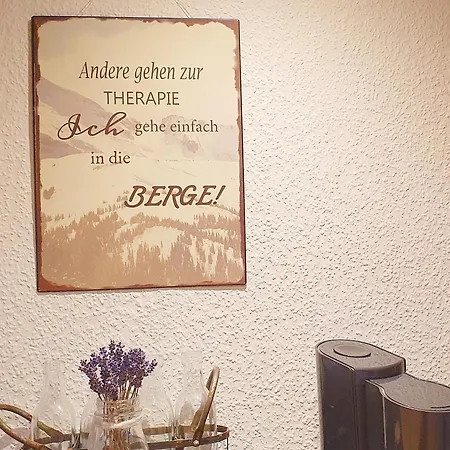 Andere gehen zur
THERAPIE
Ich gehe einfach
in die
BERGE!